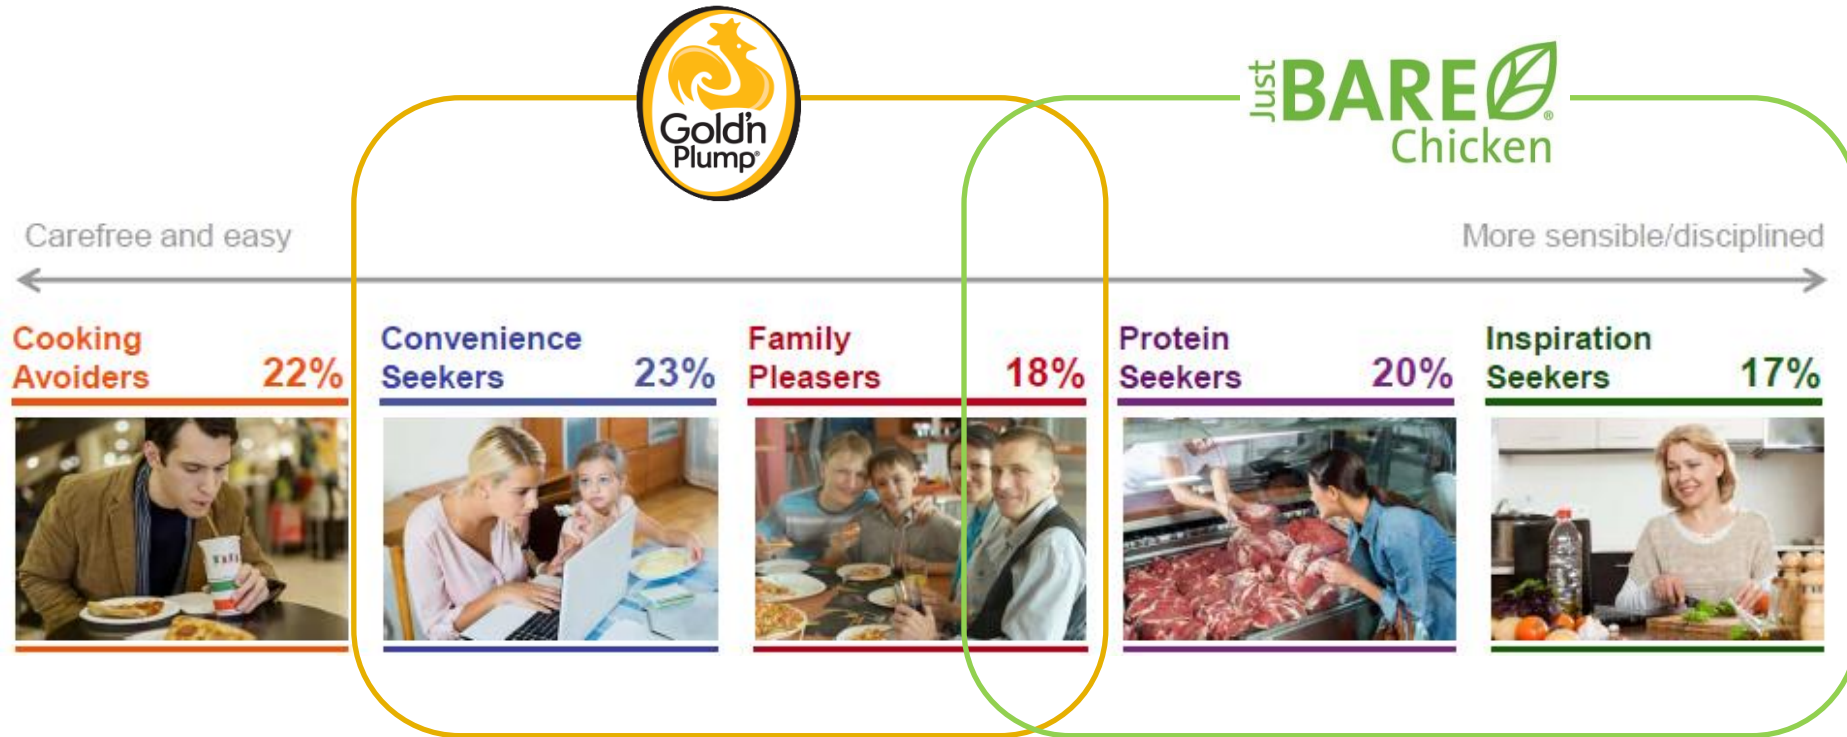 Gold'n
Plump®
Just
BARE®
Chicken
Carefree and easy
More sensible/disciplined
Cooking
Avoiders
22%
Convenience
Seekers
23%
Family
Pleasers
18%
Protein
Seekers
20%
Inspiration
Seekers
17%